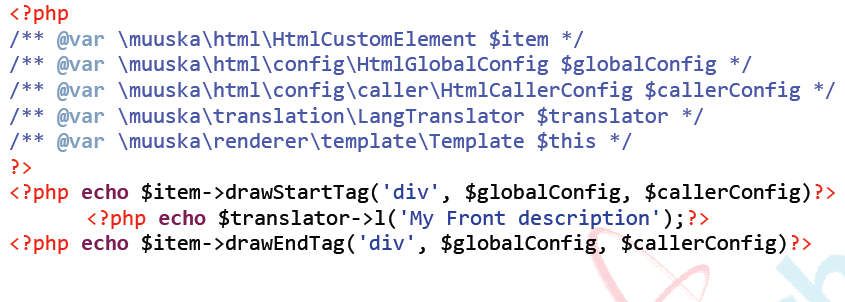 <?php
/** @var \muuska\html\HtmlCustomElement $item */
/** @var \muuska\html\config\HtmlGlobalConfig $globalConfig */
/** @var \muuska\html\config\caller\HtmlCallerConfig $callerConfig */
/** @var \muuska\translation\LangTranslator $translator */
/** @var \muuska\renderer\template\Template $this */
?>
<?php echo $item->drawStartTag('div', $globalConfig, $callerConfig)?>
<?php echo $translator->l('My Front description');?>
<?php echo $item->drawEndTag('div', $globalConfig, $callerConfig)?>